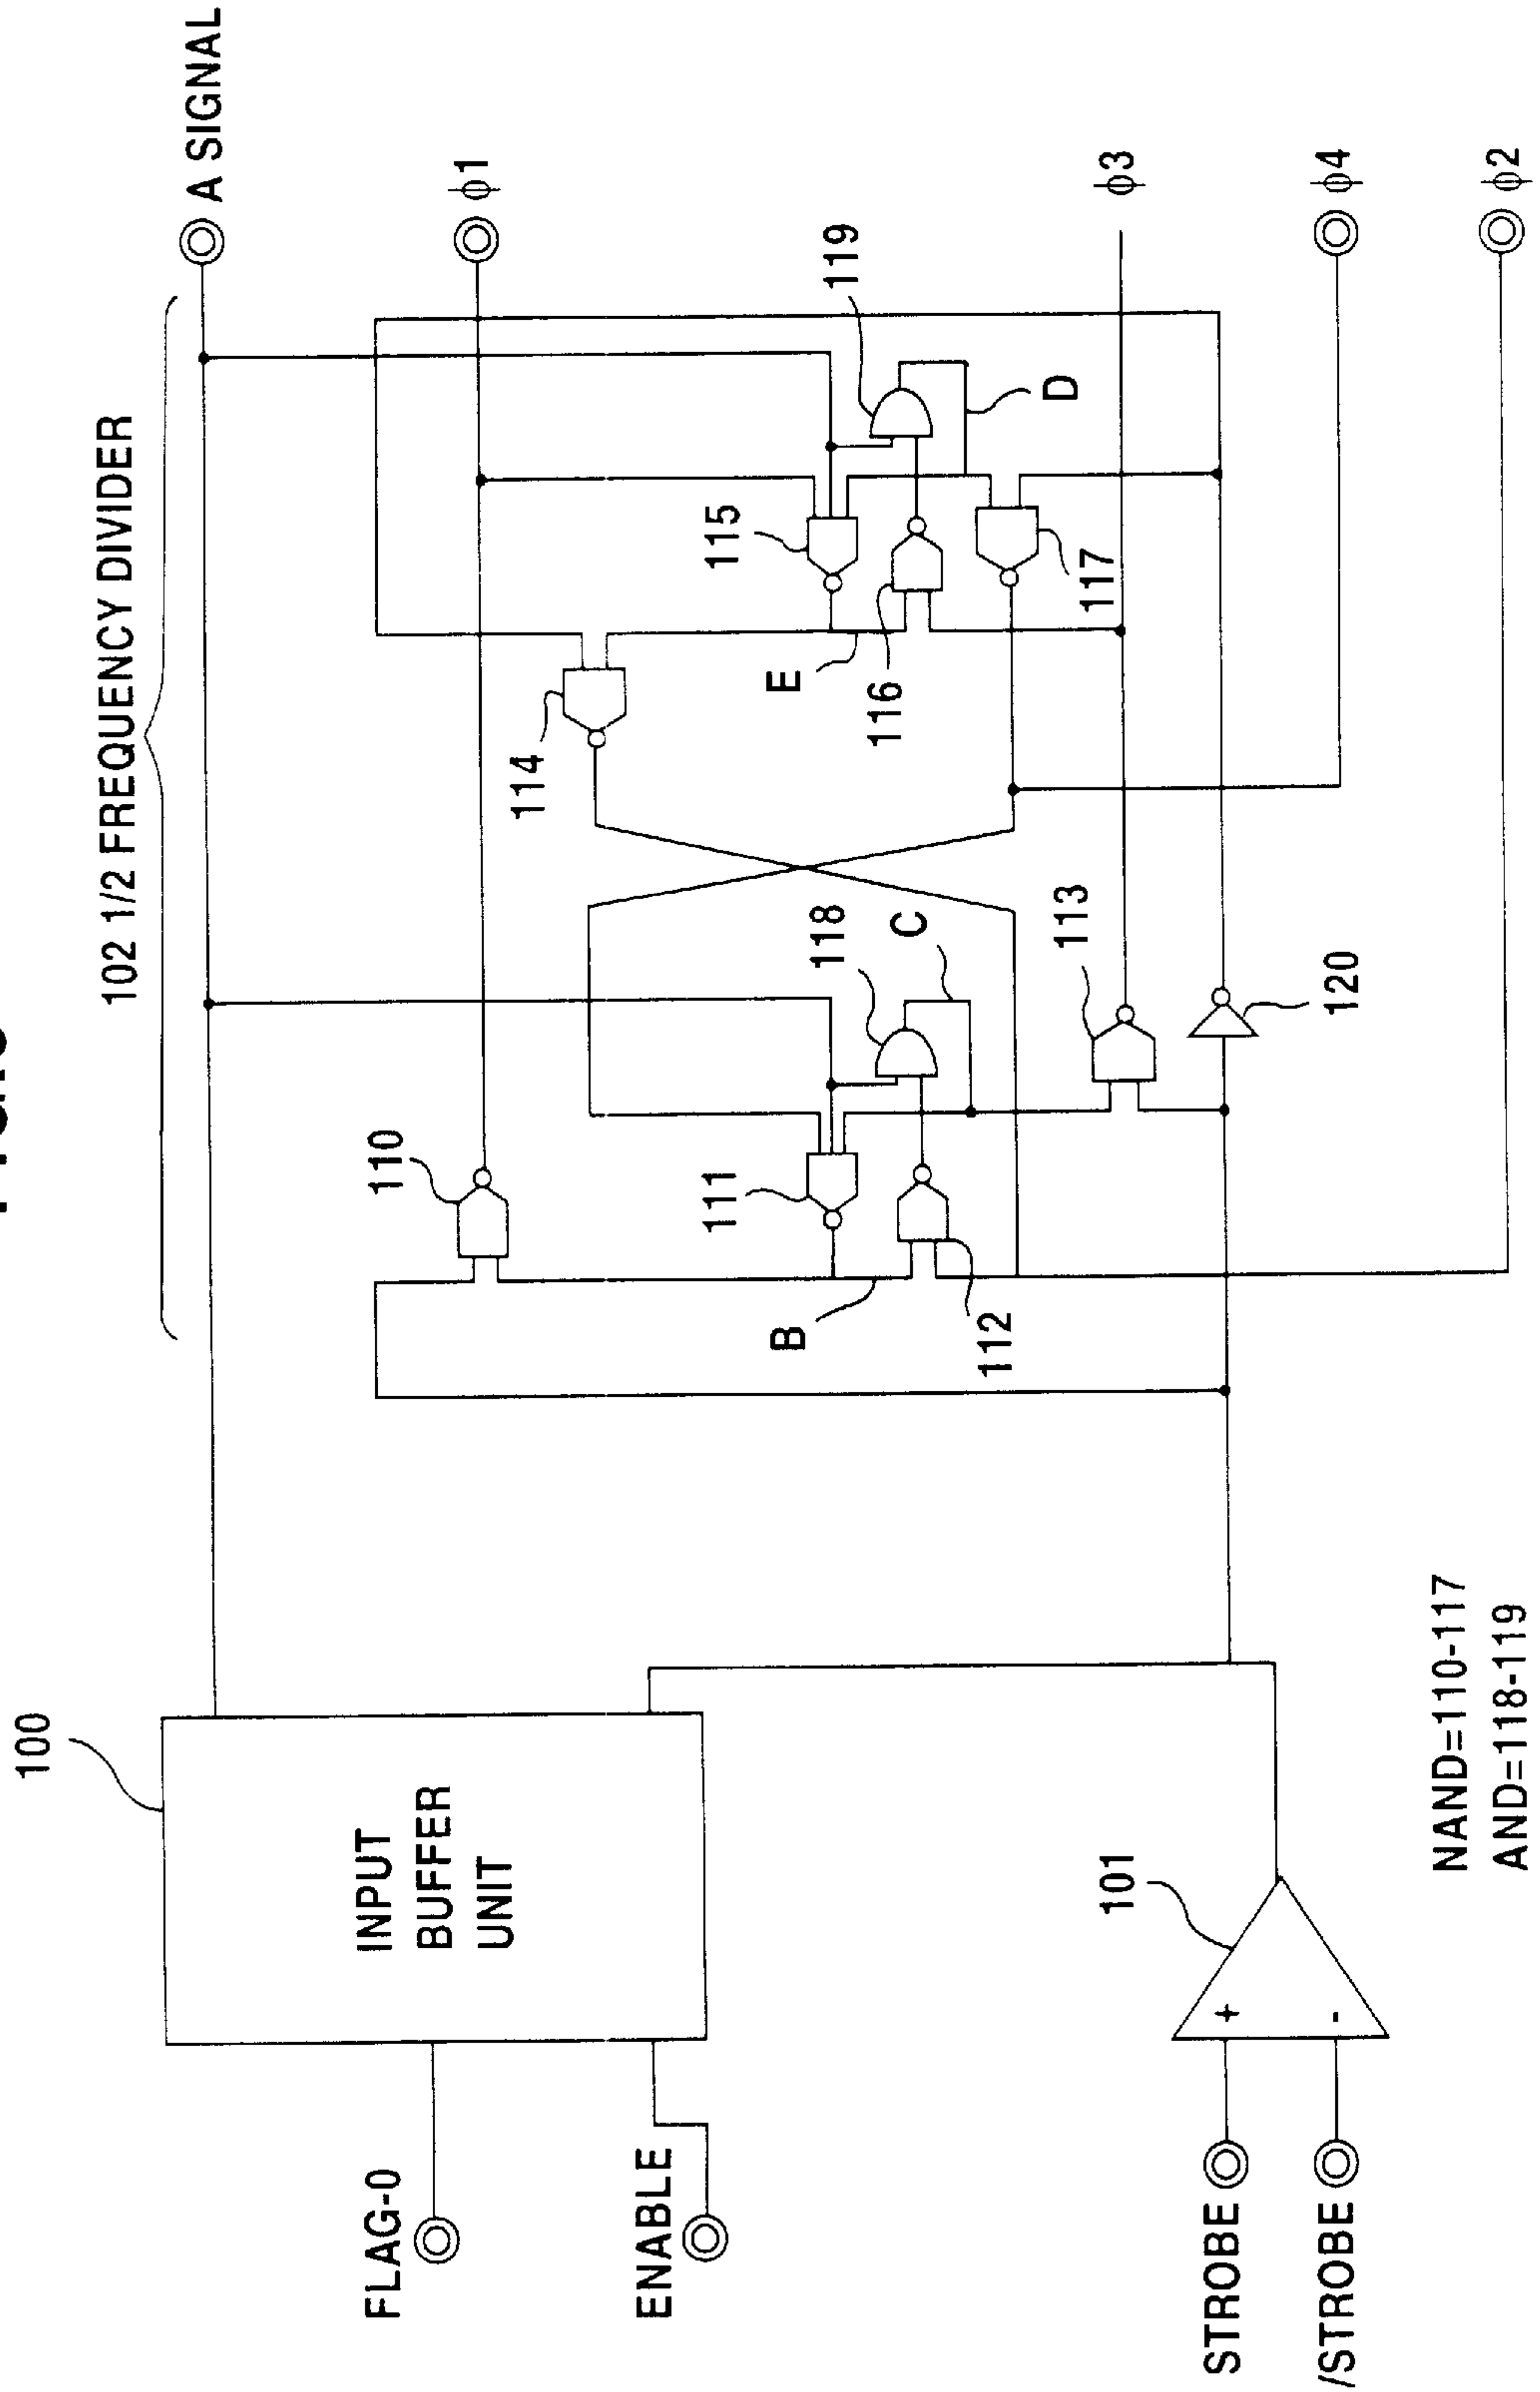 102 1/2 FREQUENCY DIVIDER
A SIGNAL
100
INPUT
BUFFER
UNIT
FLAG-0
ENABLE
110
ϕ1
114
111
118
115
119
B
C
E
D
112
116
117
113
ϕ3
120
101
+
-
STROBE
/STROBE
ϕ4
ϕ2
NAND=110-117
AND=118-119